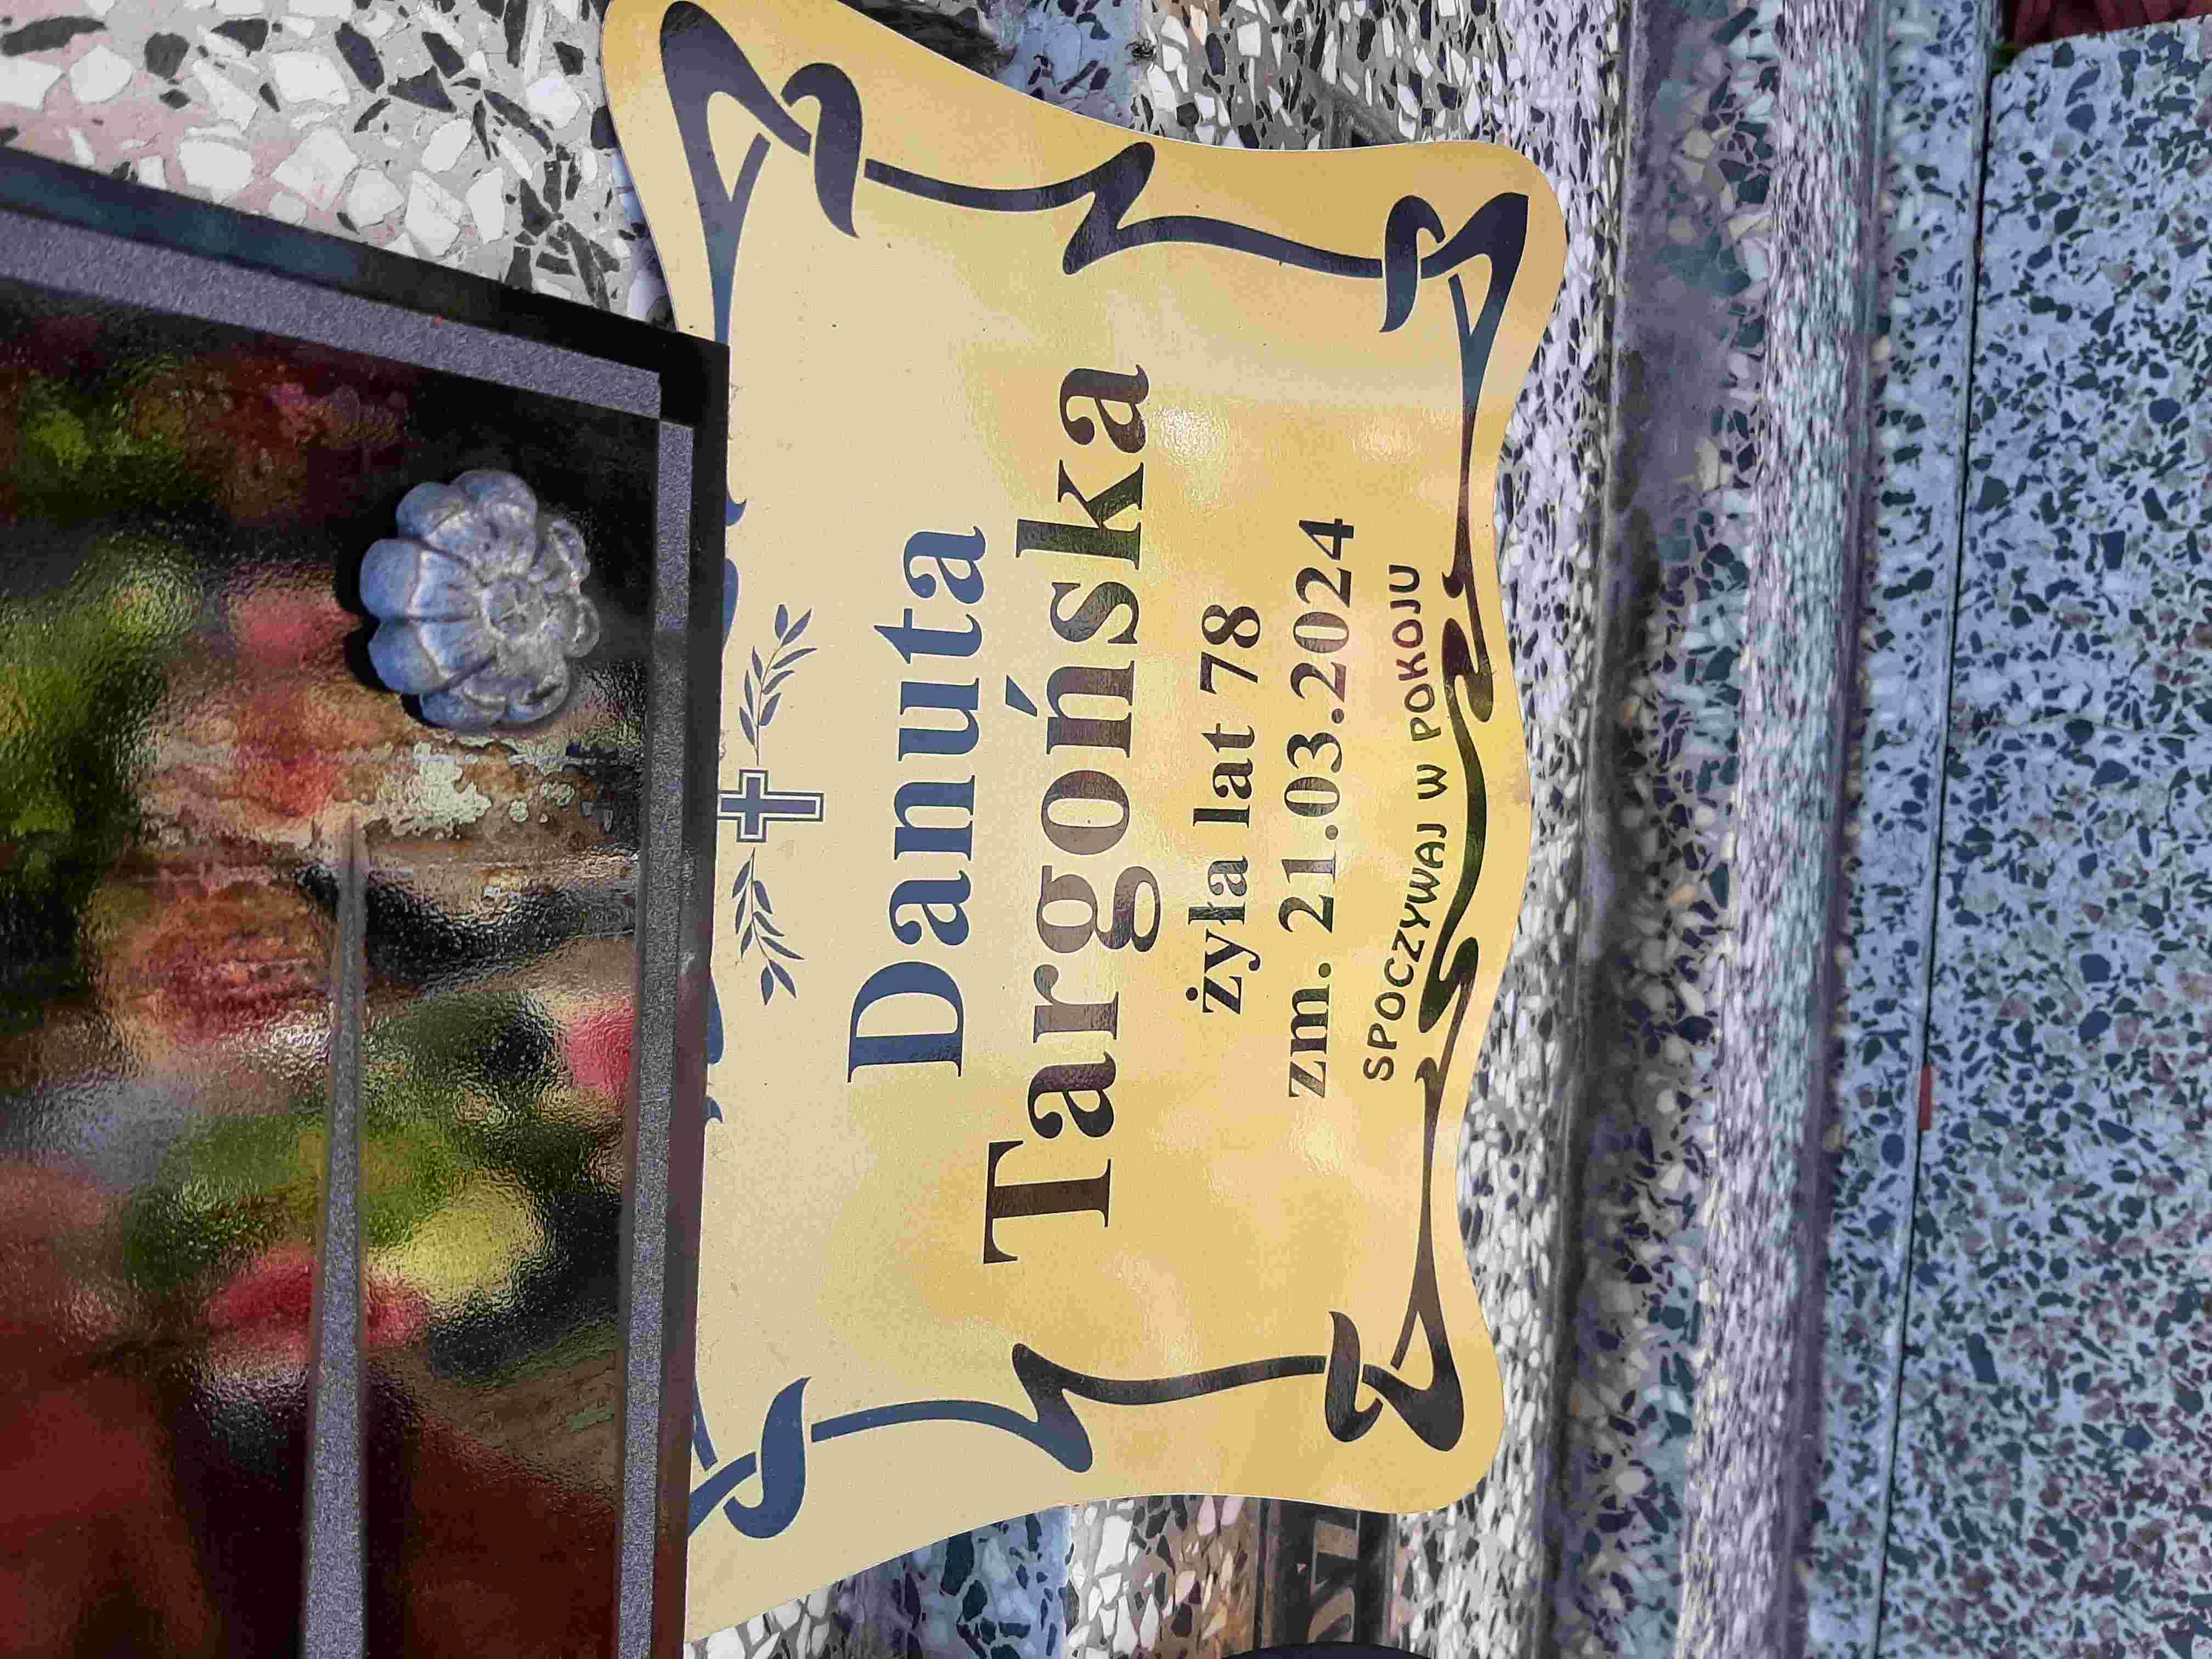 Danuta
Targońska
żyła lat 78
zm. 21.03.2024
SPOCZYWAJ W POKOJU